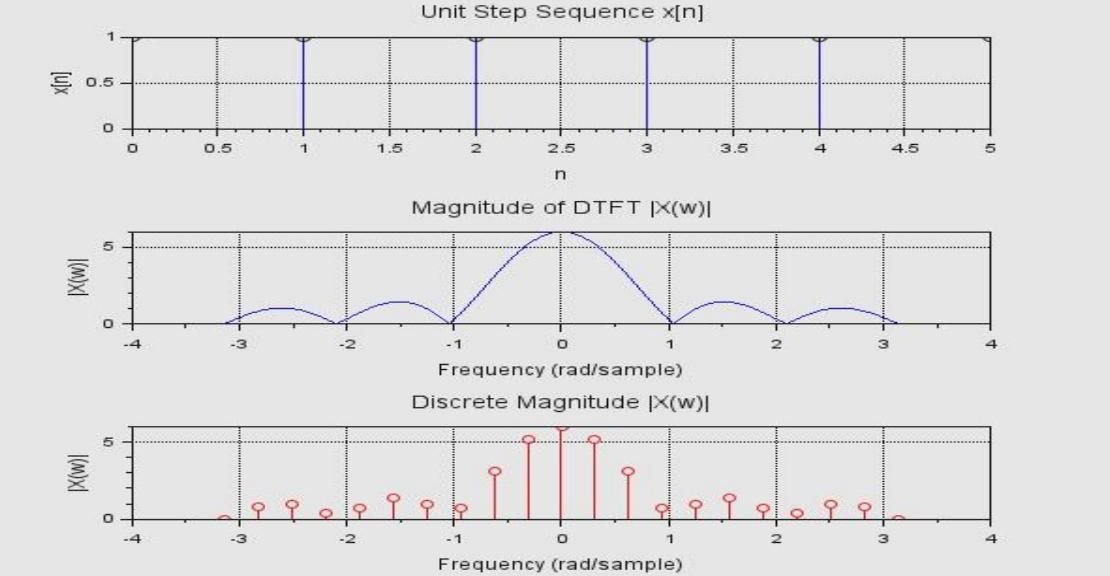 Unit Step Sequence x[n]
1
0.5
0
x[n]
0 0.5 1 1.5 2 2.5 3 3.5 4 4.5 5
n
Magnitude of DTFT |X(w)|
5
0
|X(w)|
-4 -3 -2 -1 0 1 2 3 4
Frequency (rad/sample)
Discrete Magnitude |X(w)|
5
0
|X(w)|
-4 -3 -2 -1 0 1 2 3 4
Frequency (rad/sample)